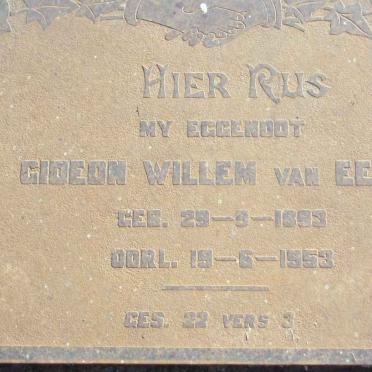 HIER RUS
MY EGGENOOT
GIDEON WILLEM VAN EE
GEB. 29-9-1893
OORL. 19-6-1953
GES. 22 VERS 3